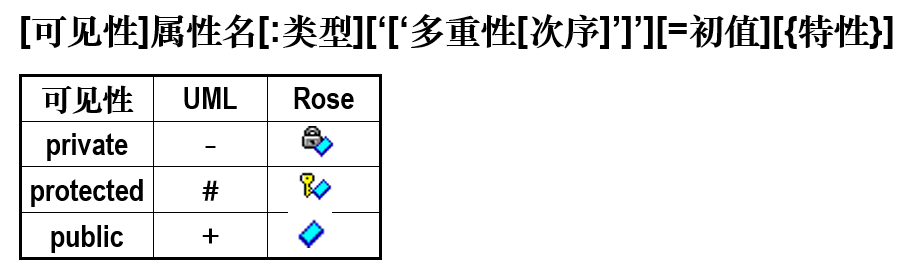 [可见性]属性名[:类型][‘[‘多重性[次序]’]’][=初值][{特性}]
可见性 UML Rose
private -
protected #
public +